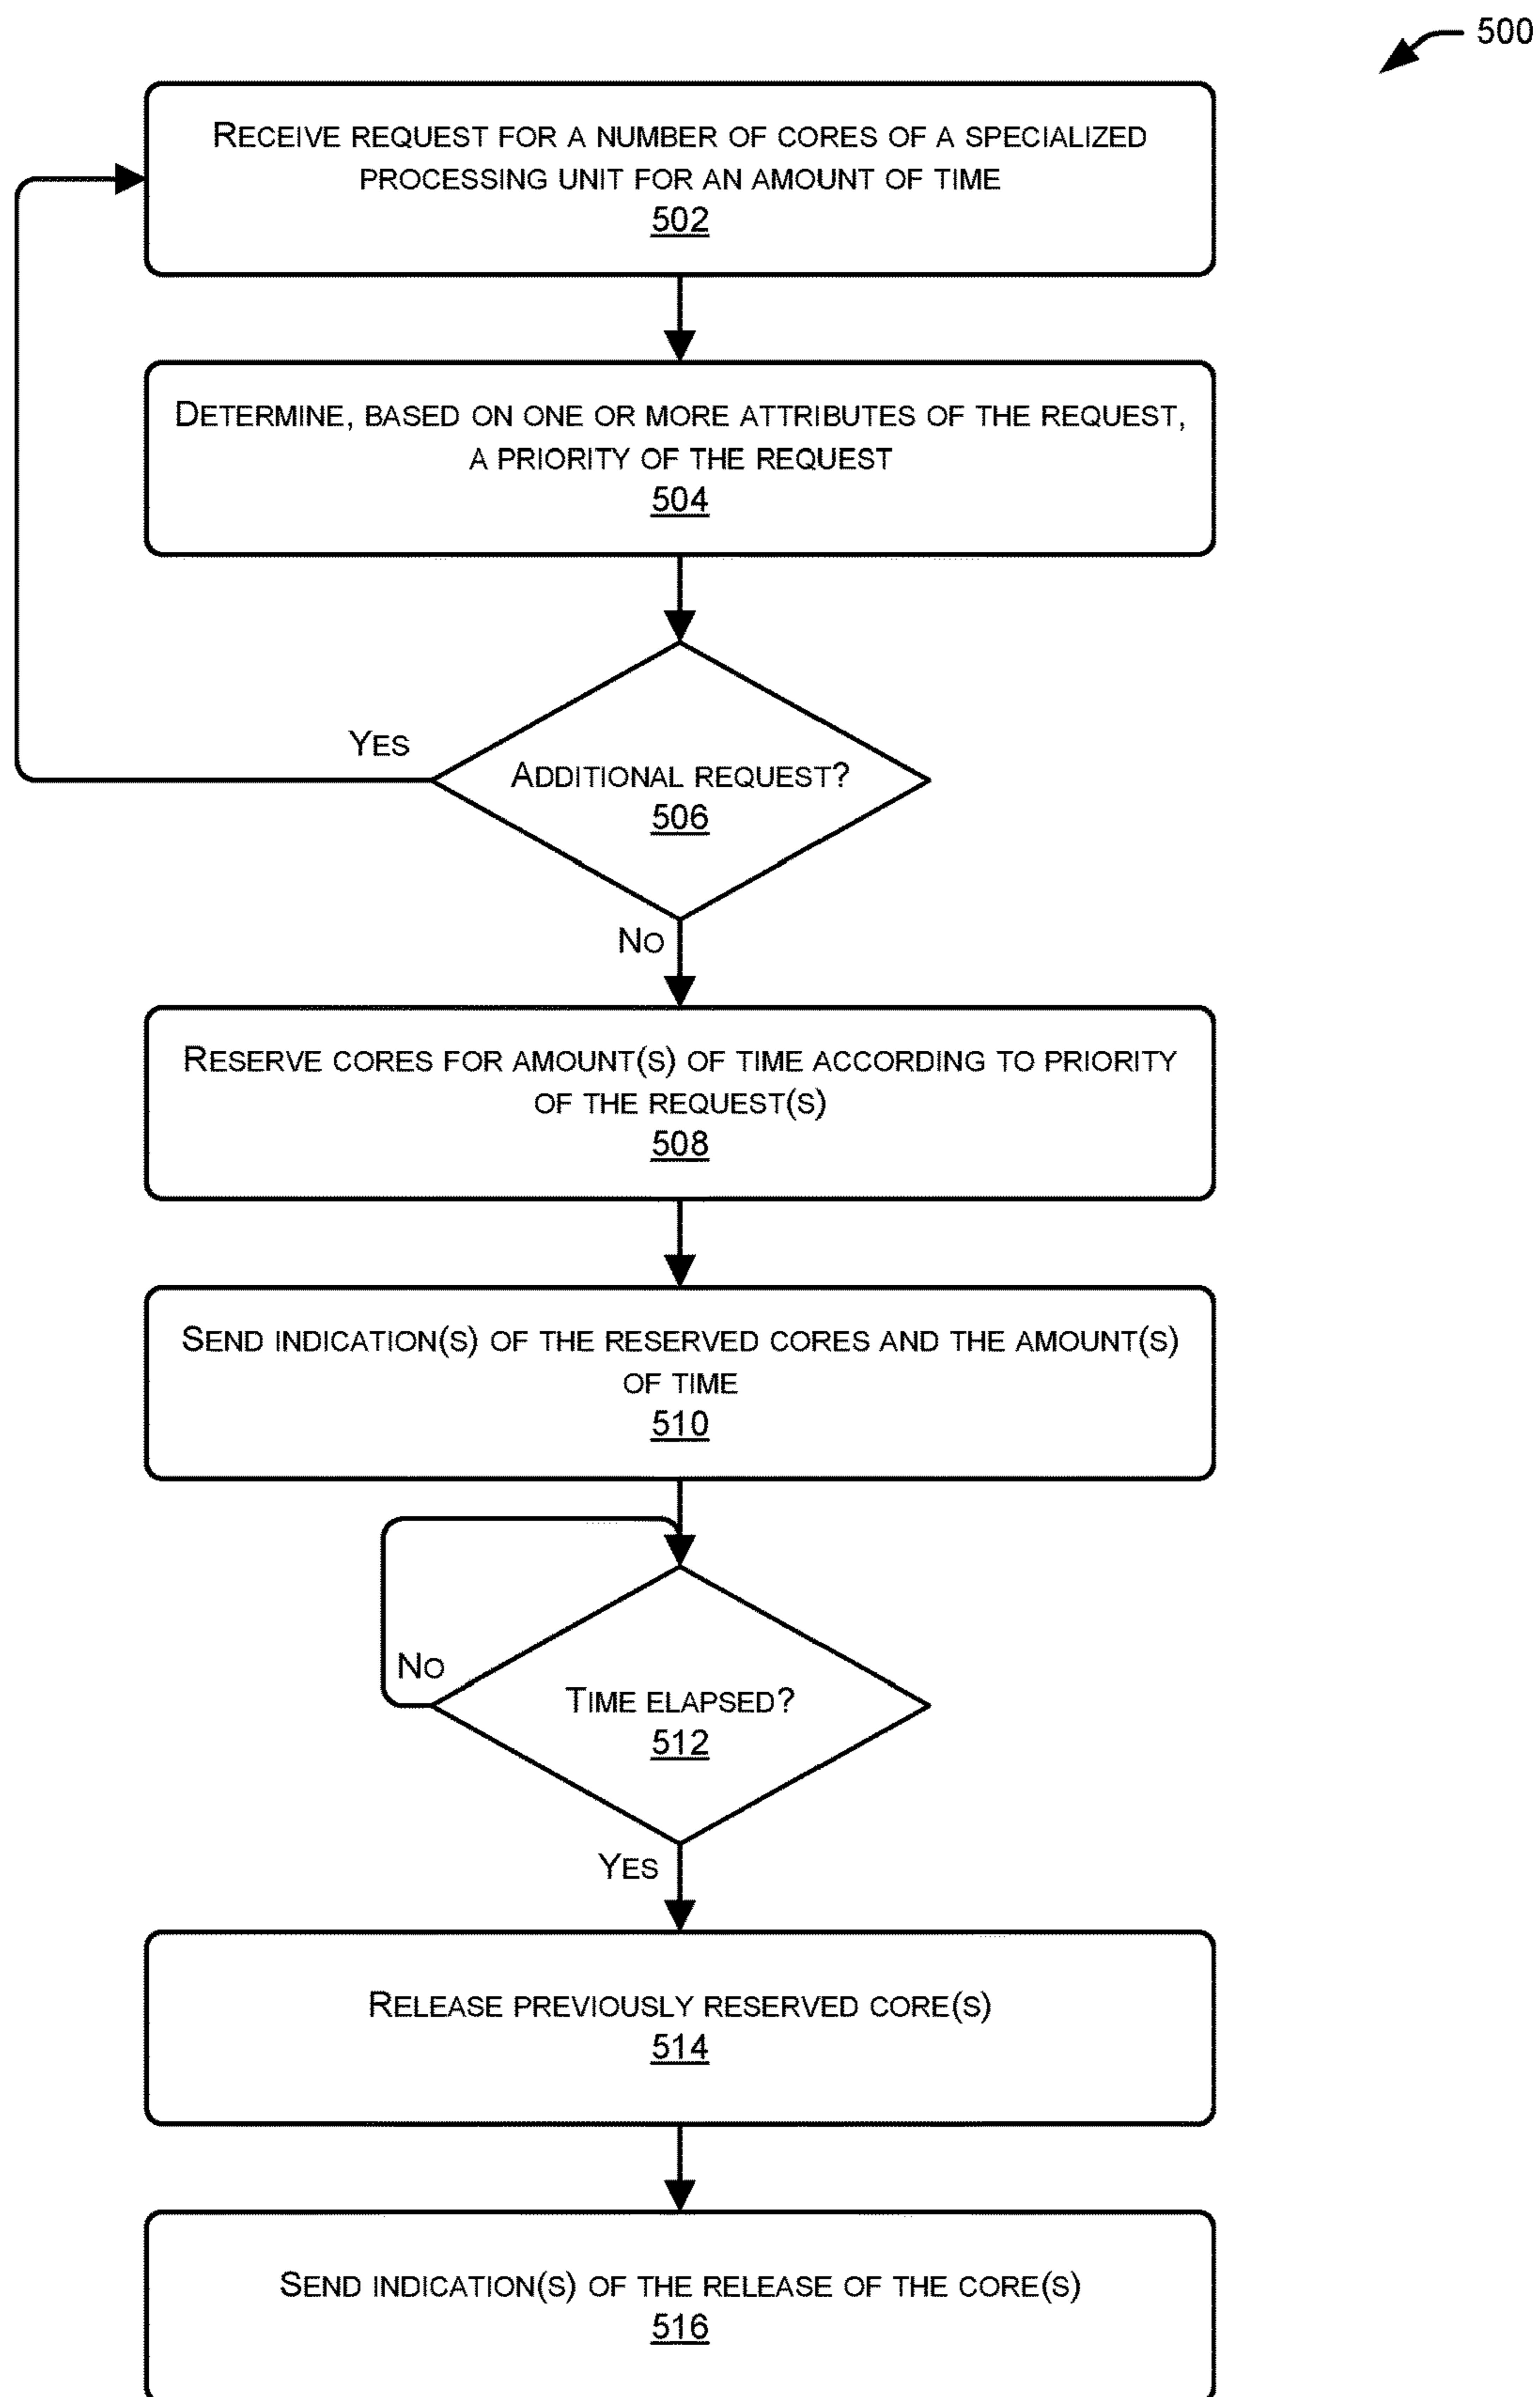 500
RECEIVE REQUEST FOR A NUMBER OF CORES OF A SPECIALIZED
PROCESSING UNIT FOR AN AMOUNT OF TIME
502
DETERMINE, BASED ON ONE OR MORE ATTRIBUTES OF THE REQUEST,
A PRIORITY OF THE REQUEST
504
YES
ADDITIONAL REQUEST?
506
NO
RESERVE CORES FOR AMOUNT(S) OF TIME ACCORDING TO PRIORITY
OF THE REQUEST(S)
508
SEND INDICATION(S) OF THE RESERVED CORES AND THE AMOUNT(S)
OF TIME
510
NO
TIME ELAPSED?
512
YES
RELEASE PREVIOUSLY RESERVED CORE(S)
514
SEND INDICATION(S) OF THE RELEASE OF THE CORE(S)
516